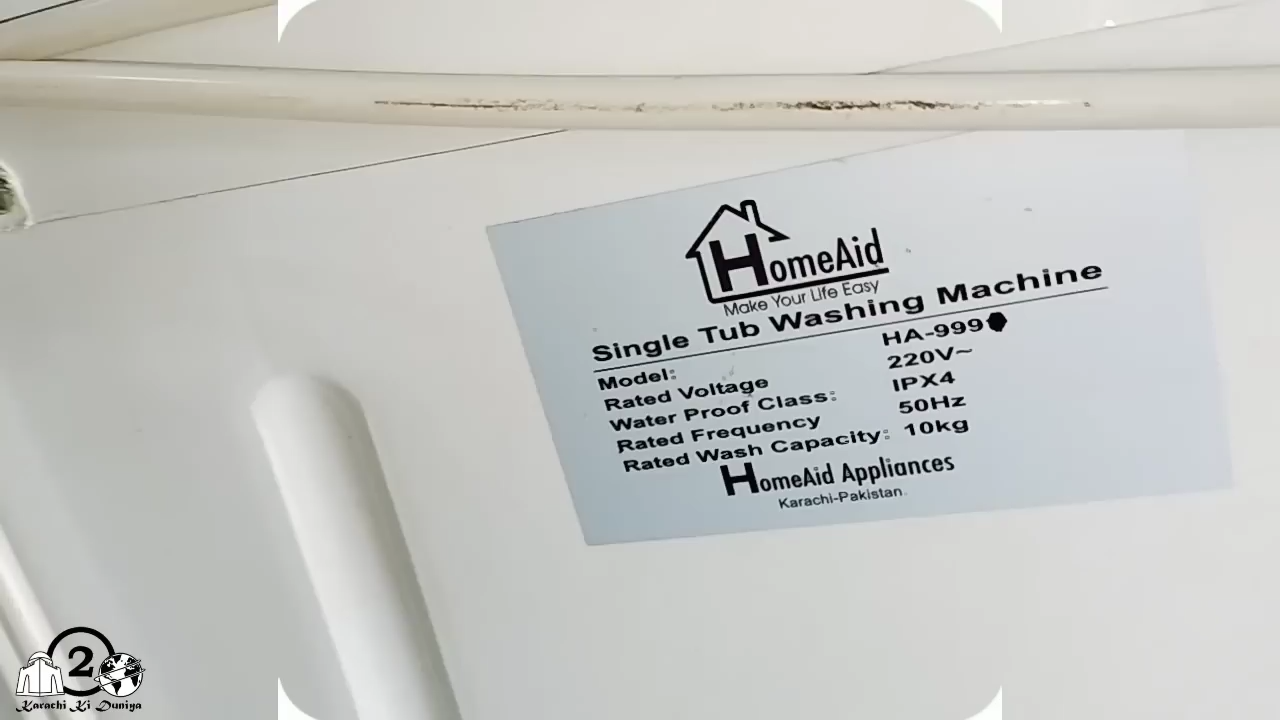 HomeAid
Make Your Life Easy
Single Tub Washing Machine
Model: HA-999
Rated Voltage 220V~
Water Proof Class: IPX4
Rated Frequency 50Hz
Rated Wash Capacity: 10kg
HomeAid Appliances
Karachi-Pakistan
2
Karachi Ki Duniya